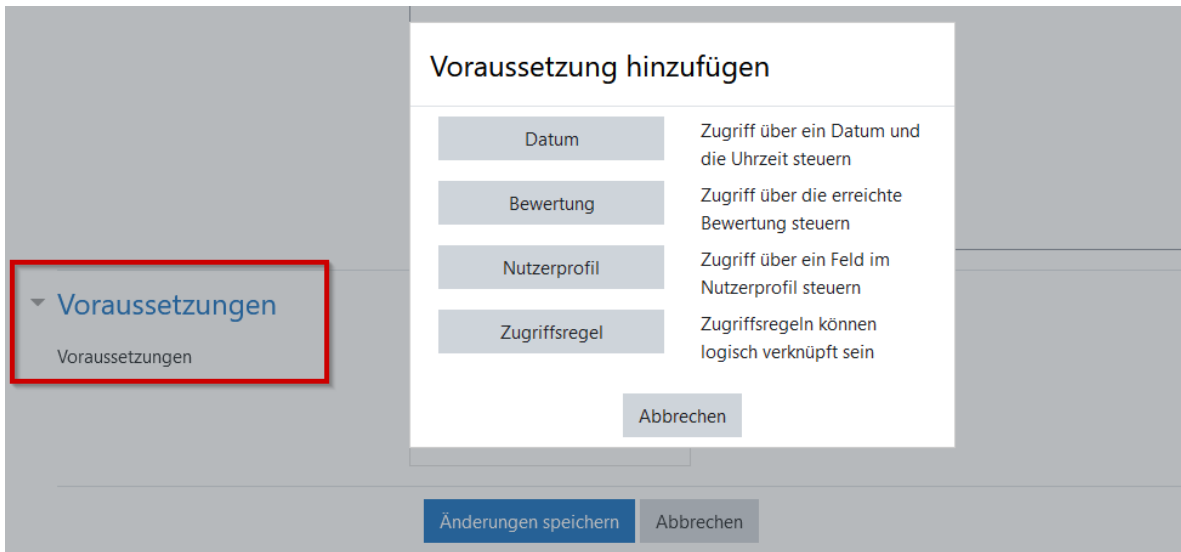 Voraussetzung hinzufügen
Datum
Zugriff über ein Datum und
die Uhrzeit steuern
Bewertung
Zugriff über die erreichte
Bewertung steuern
Nutzerprofil
Zugriff über ein Feld im
Nutzerprofil steuern
Zugriffsregel
Zugriffsregeln können
logisch verknüpft sein
Abbrechen
Voraussetzungen
Voraussetzungen
Änderungen speichern
Abbrechen